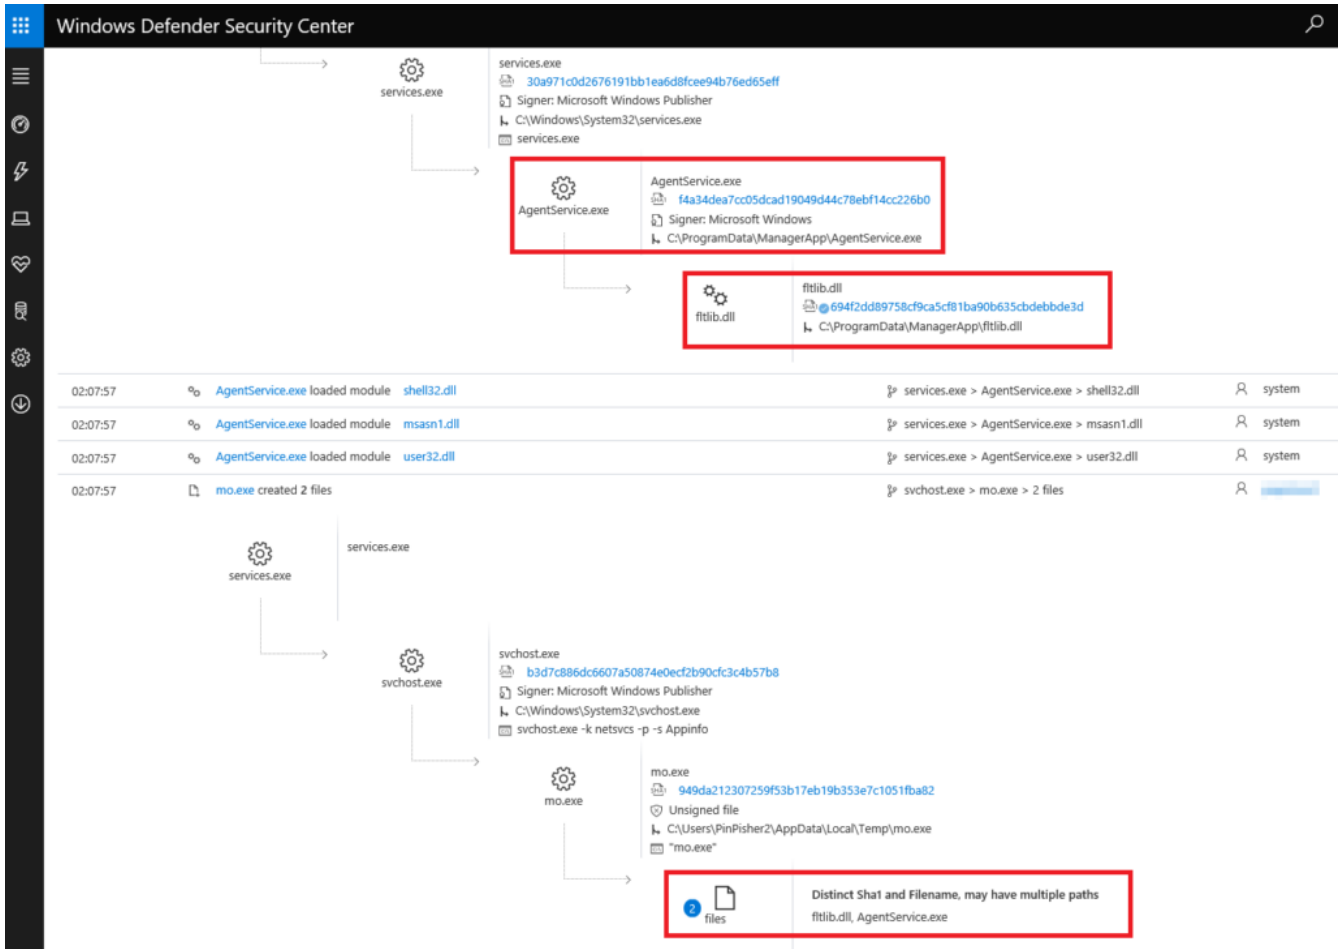 Windows Defender Security Center
services.exe
services.exe
30a971c0d2676191bb1ea6d8fcee94b76ed65eff
Signer: Microsoft Windows Publisher
C:\Windows\System32\services.exe
services.exe
AgentService.exe
AgentService.exe
f4a34dea7cc05dcad19049d44c78ebf14cc226b0
Signer: Microsoft Windows
C:\ProgramData\ManagerApp\AgentService.exe
fltlib.dll
fltlib.dll
694f2dd89758cf9ca5cf81ba90b635cbdebbde3d
C:\ProgramData\ManagerApp\fltlib.dll
02:07:57 AgentService.exe loaded module shell32.dll services.exe > AgentService.exe > shell32.dll system
02:07:57 AgentService.exe loaded module msasn1.dll services.exe > AgentService.exe > msasn1.dll system
02:07:57 AgentService.exe loaded module user32.dll services.exe > AgentService.exe > user32.dll system
02:07:57 mo.exe created 2 files svchost.exe > mo.exe > 2 files
services.exe
services.exe
svchost.exe
svchost.exe
b3d7c886dc6607a50874e0ecf2b90cfc3c4b57b8
Signer: Microsoft Windows Publisher
C:\Windows\System32\svchost.exe
svchost.exe -k netsvcs -p -s Appinfo
mo.exe
mo.exe
949da212307259f53b17eb19b353e7c1051fba82
Unsigned file
C:\Users\PinPisher2\AppData\Local\Temp\mo.exe
"mo.exe"
2 files
Distinct Sha1 and Filename, may have multiple paths
fltlib.dll, AgentService.exe